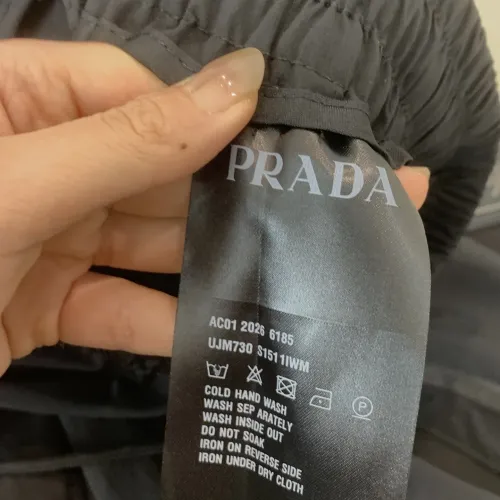 PRADA
AC01 2026 6185
UJM730 S1511IWM
COLD HAND WASH
WASH SEP ARATELY
WASH INSIDE OUT
DO NOT SOAK
IRON ON REVERSE SIDE
IRON UNDER DRY CLOTH